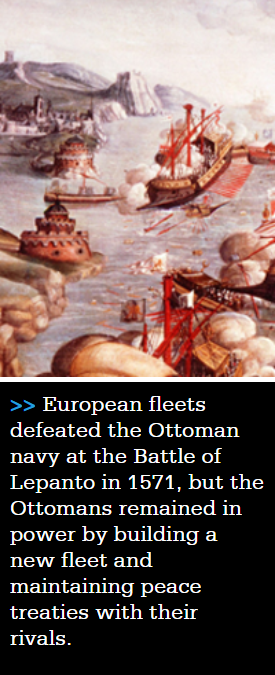 >> European fleets
defeated the Ottoman
navy at the Battle of
Lepanto in 1571, but the
Ottomans remained in
power by building a
new fleet and
maintaining peace
treaties with their
rivals.